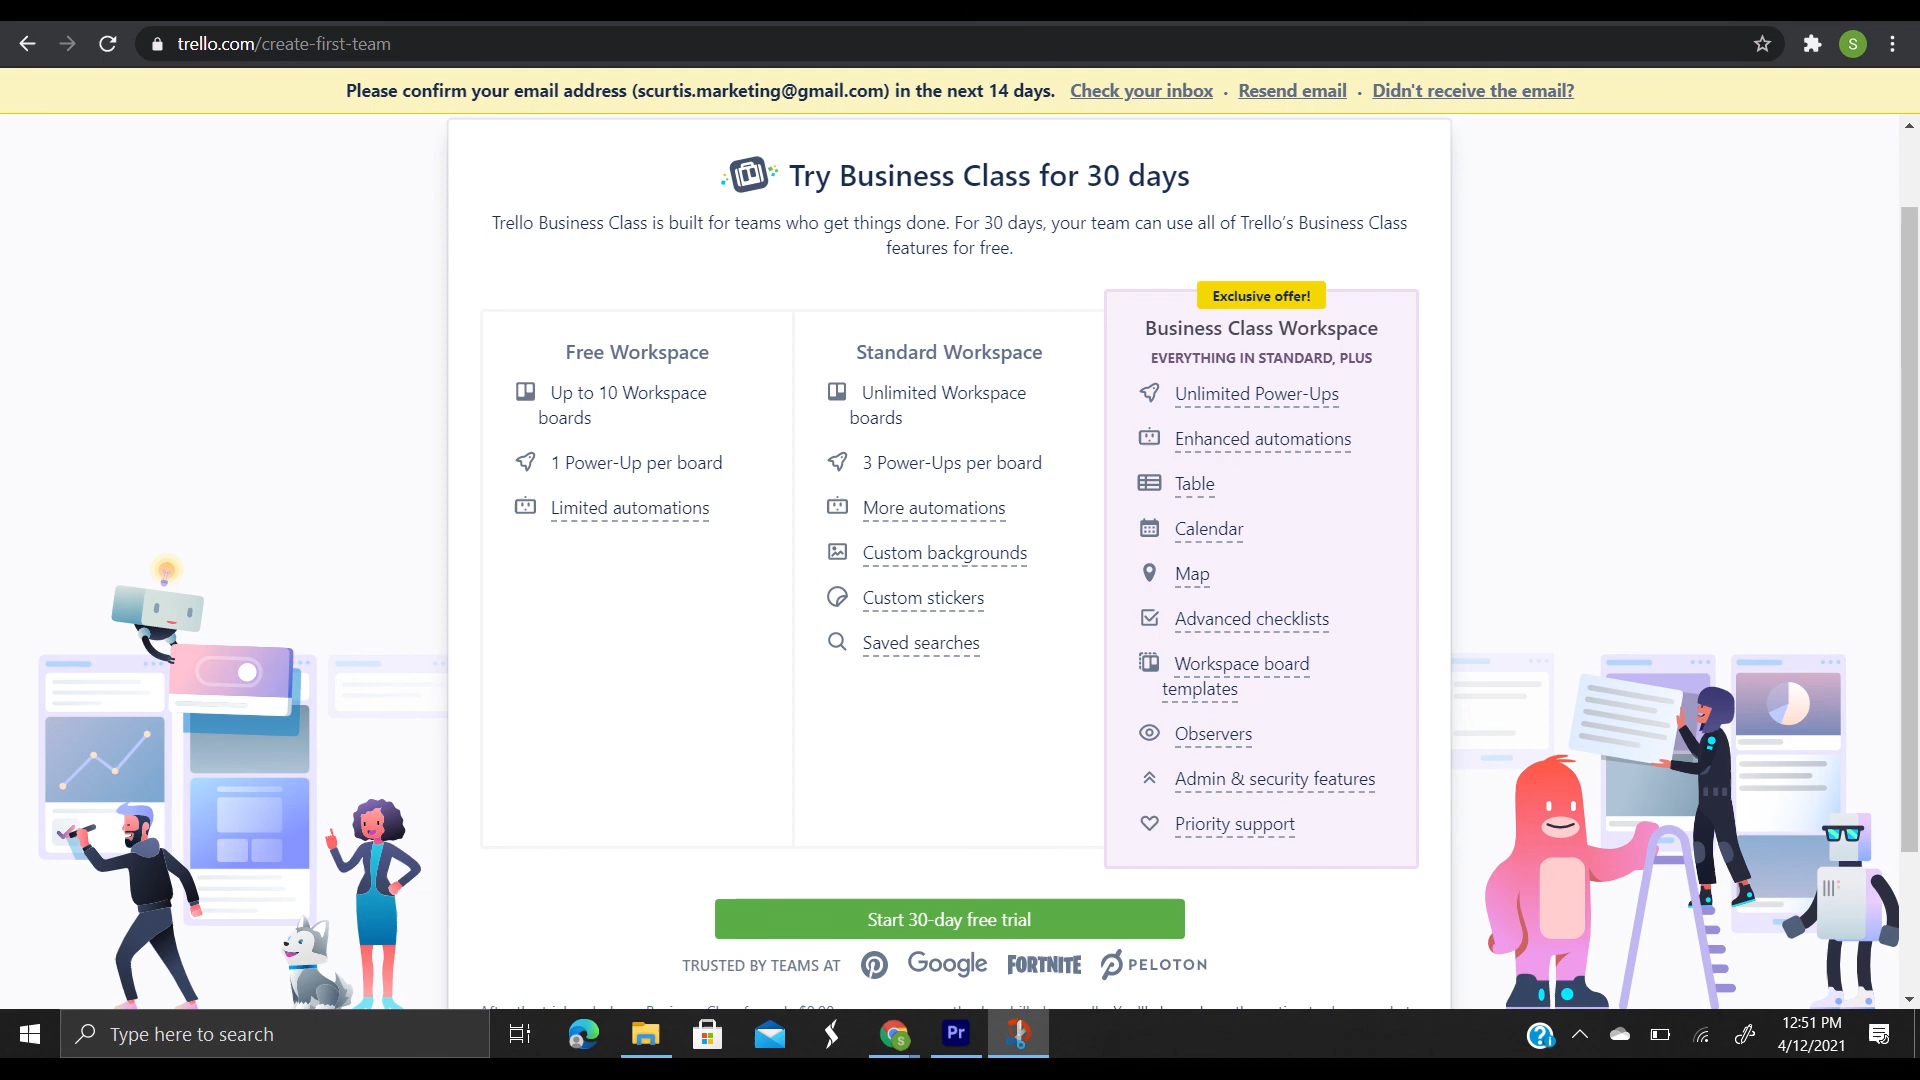 trello.com/create-first-team
S
Please confirm your email address (scurtis.marketing@gmail.com) in the next 14 days. Check your inbox · Resend email · Didn't receive the email?
Try Business Class for 30 days
Trello Business Class is built for teams who get things done. For 30 days, your team can use all of Trello's Business Class
features for free.
Free Workspace
Up to 10 Workspace
boards
1 Power-Up per board
Limited automations
Standard Workspace
Unlimited Workspace
boards
3 Power-Ups per board
More automations
Custom backgrounds
Custom stickers
Saved searches
Exclusive offer!
Business Class Workspace
EVERYTHING IN STANDARD, PLUS
Unlimited Power-Ups
Enhanced automations
Table
Calendar
Map
Advanced checklists
Workspace board
templates
Observers
Admin & security features
Priority support
Start 30-day free trial
TRUSTED BY TEAMS AT Google FORTNITE PELOTON
Type here to search
Pr
12:51 PM
4/12/2021